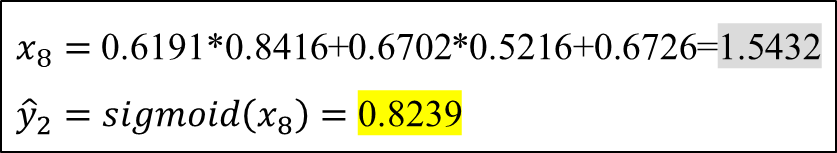 x₈ = 0.6191*0.8416+0.6702*0.5216+0.6726=1.5432
ŷ₂ = sigmoid(x₈) = 0.8239